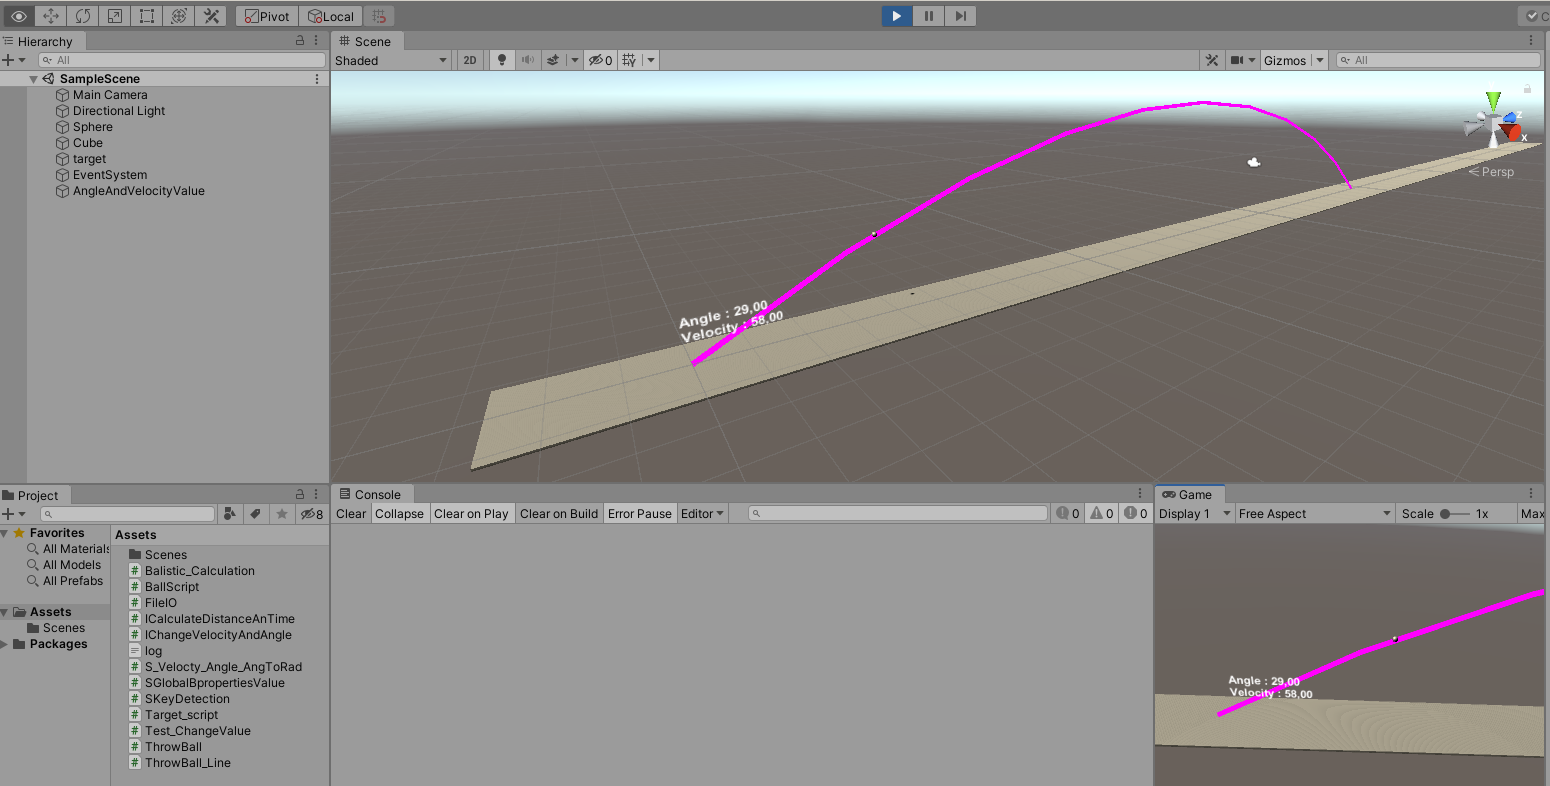 Pivot Local
Hierarchy
All
SampleScene
Main Camera
Directional Light
Sphere
Cube
target
EventSystem
AngleAndVelocityValue
Scene
Shaded 2D 0 Gizmos All
Z
x
Persp
Angle : 29,00
Velocity : 58,00
Project
8
Favorites
All Materials
All Models
All Prefabs
Assets
Scenes
Packages
Assets
Scenes
Balistic_Calculation
BallScript
FileIO
ICalculateDistanceAnTime
IChangeVelocityAndAngle
log
S_Velocty_Angle_AngToRad
SGlobalBpropertiesValue
SKeyDetection
Target_script
Test_ChangeValue
ThrowBall
ThrowBall_Line
Console
Clear Collapse Clear on Play Clear on Build Error Pause Editor 0 0 0
Game
Display 1 Free Aspect Scale 1x Max
Angle : 29,00
Velocity : 58,00